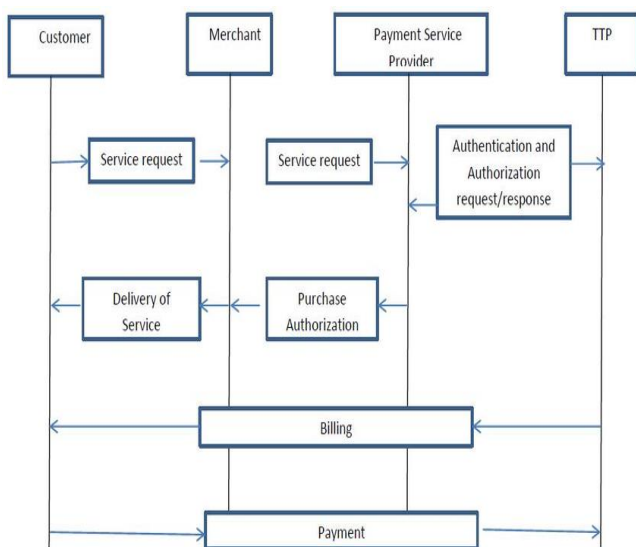 Customer
Merchant
Payment Service
Provider
TTP
Service request
Service request
Authentication and
Authorization
request/response
Delivery of
Service
Purchase
Authorization
Billing
Payment